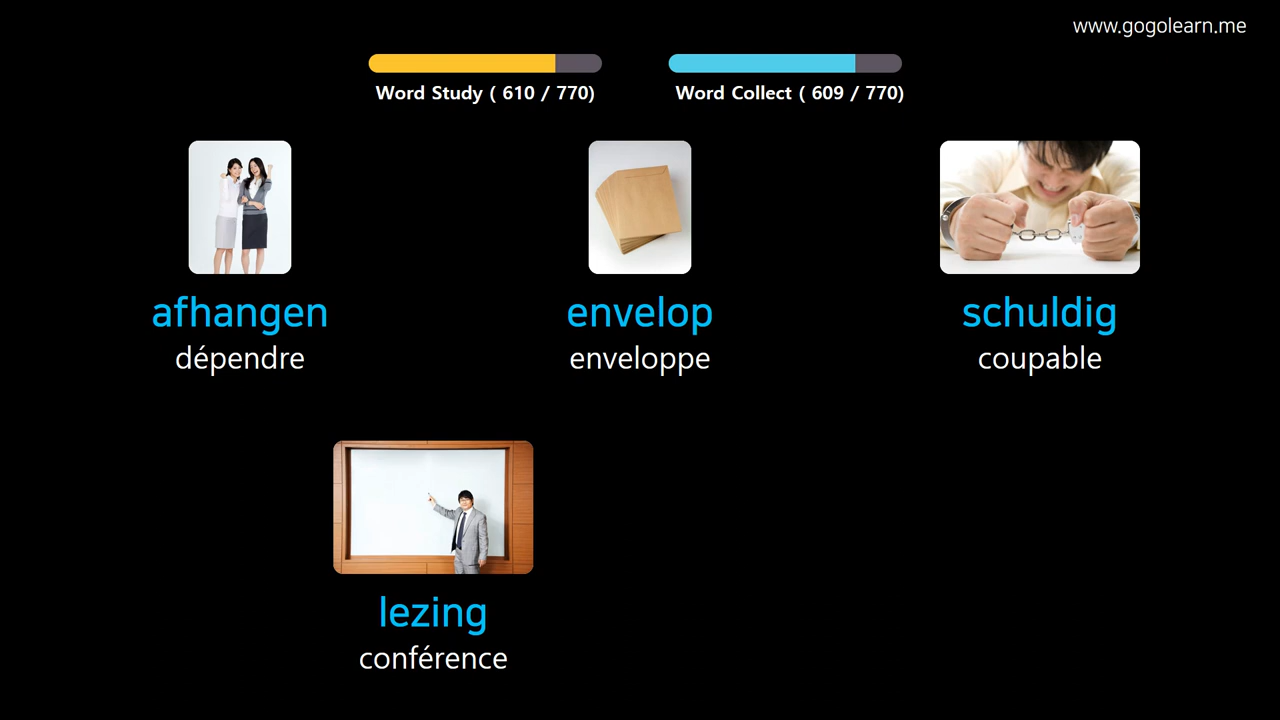 www.gogolearn.me
Word Study ( 610 / 770)
Word Collect ( 609 / 770)
afhangen
dépendre
envelop
enveloppe
schuldig
coupable
lezing
conférence